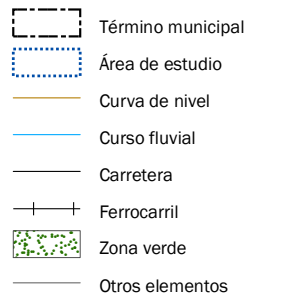 Término municipal
Área de estudio
Curva de nivel
Curso fluvial
Carretera
Ferrocarril
Zona verde
Otros elementos